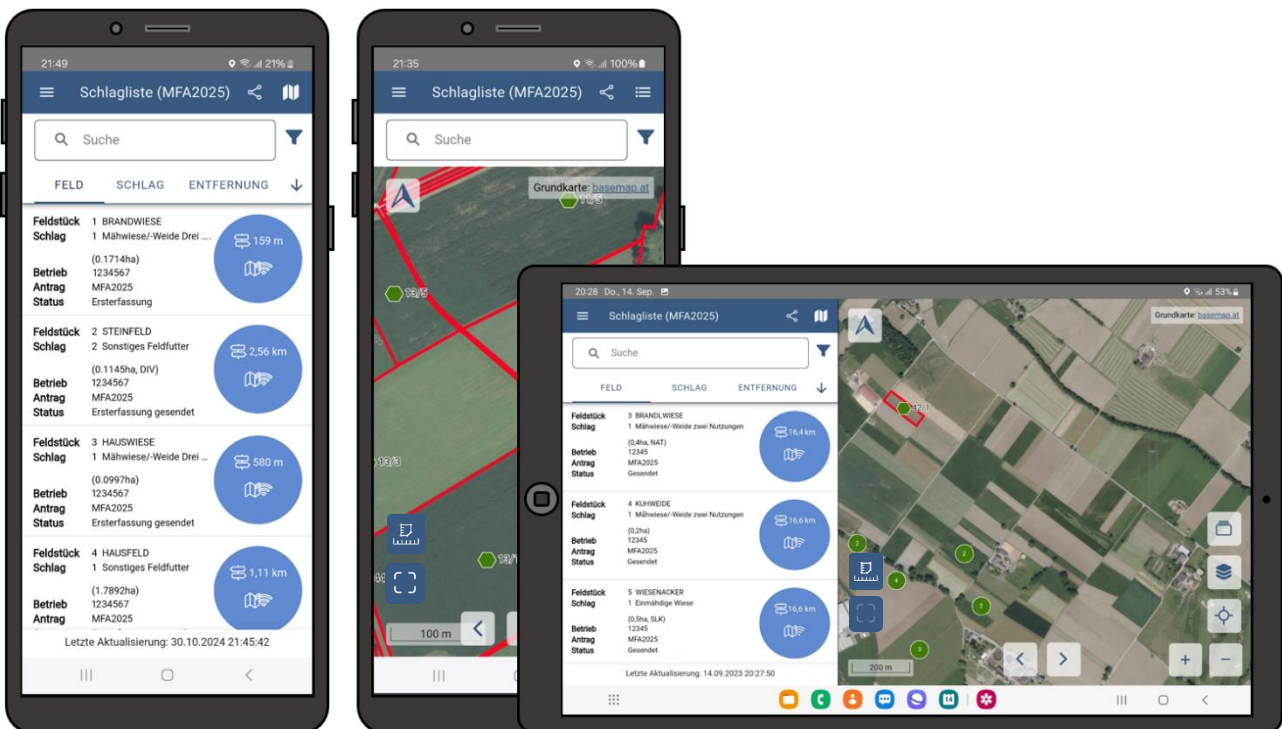 21:49
21%
Schlagliste (MFA2025)
Suche
FELD SCHLAG ENTFERNUNG
Feldstück 1 BRANDWIESE
Schlag 1 Mähwiese/-Weide Drei ....
159 m
(0.1714ha)
Betrieb 1234567
Antrag MFA2025
Status Ersterfassung
Feldstück 2 STEINFELD
Schlag 2 Sonstiges Feldfutter
2,56 km
(0.1145ha, DIV)
Betrieb 1234567
Antrag MFA2025
Status Ersterfassung gesendet
Feldstück 3 HAUSWIESE
Schlag 1 Mähwiese/-Weide Drei ...
580 m
(0.0997ha)
Betrieb 1234567
Antrag MFA2025
Status Ersterfassung gesendet
Feldstück 4 HAUSFELD
Schlag 1 Sonstiges Feldfutter
1,11 km
(1.7892ha)
Betrieb 1234567
Antrag MFA2025
Letzte Aktualisierung: 30.10.2024 21:45:42
21:35
100%
Schlagliste (MFA2025)
Suche
Grundkarte: basemap.at
11/5
13/5
13/3
100 m
20:28 Do., 14. Sep.
53%
Schlagliste (MFA2025)
Suche
FELD SCHLAG ENTFERNUNG
Feldstück 3 BRANDLWIESE
Schlag 1 Mähwiese/-Weide zwei Nutzungen
16,4 km
(0,4ha, NAT)
Betrieb 12345
Antrag MFA2025
Status Gesendet
Feldstück 4 KUHWEIDE
Schlag 1 Mähwiese/-Weide zwei Nutzungen
16,6 km
(0,2ha)
Betrieb 12345
Antrag MFA2025
Status Gesendet
Feldstück 5 WIESENACKER
Schlag 1 Einmähdige Wiese
16,6 km
(0,5ha, SLK)
Betrieb 12345
Antrag MFA2025
Status Gesendet
Letzte Aktualisierung: 14.09.2023 20:27:50
Grundkarte: basemap.at
42/1
2
2
4
3
200 m
14